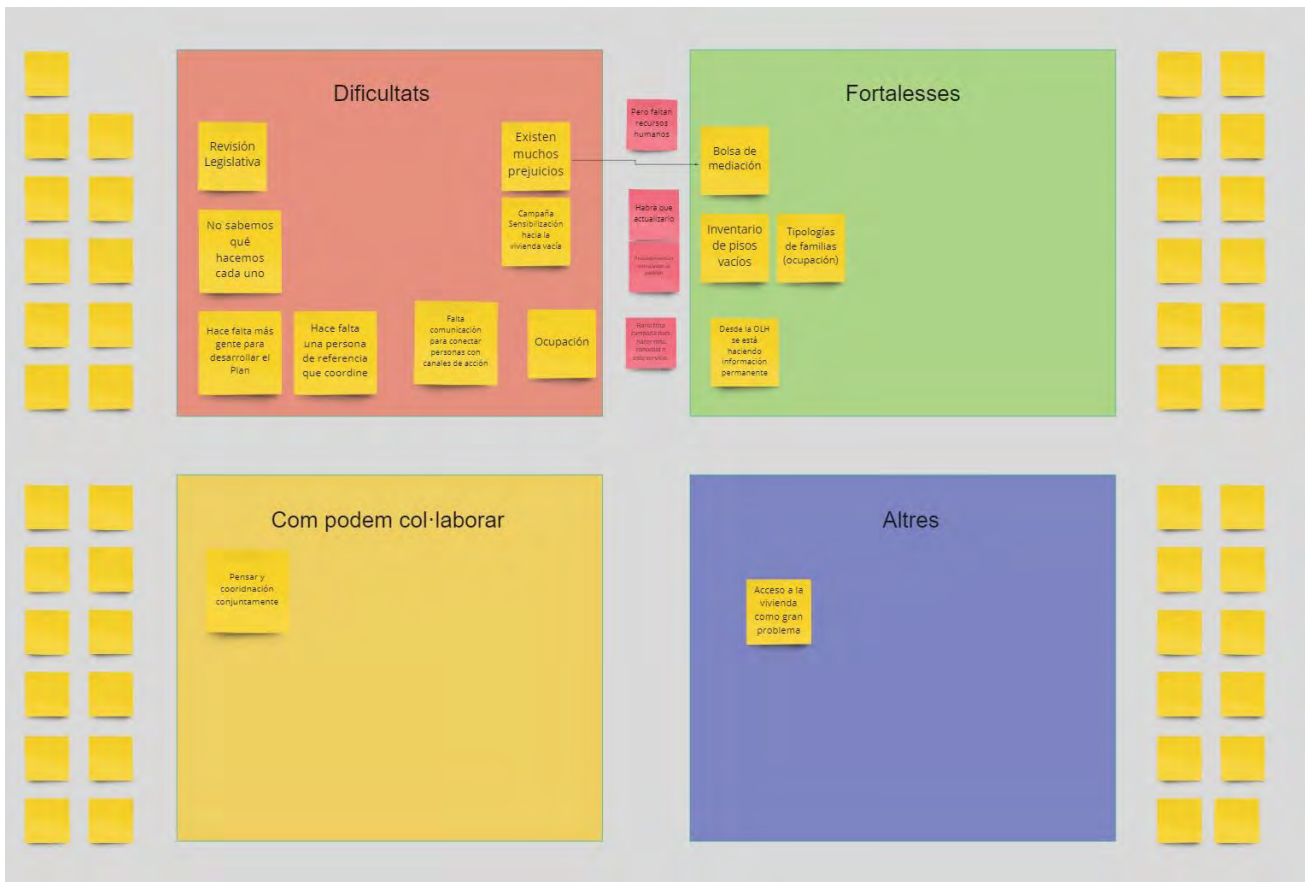 Dificultats
Revisión
Legislativa
Existen
muchos
prejuicios
No sabemos
qué
hacemos
cada uno
Campaña
Sensibilización
hacia la
vivienda vacía
Hace falta más
gente para
desarrollar el
Plan
Hace falta
una persona
de referencia
que coordine
Falta
comunicación
para conectar
personas con
canales de acción
Ocupación
Pero faltan
recursos
humanos
Habrá que
actualizarlo
Fortalesses
Bolsa de
mediación
Inventario
de pisos
vacíos
Tipologías
de familias
(ocupación)
Desde la OLH
se está
haciendo
información
permanente
Com podem col·laborar
Pensar y
cooridnación
conjuntamente
Altres
Acceso a la
vivienda
como gran
problema